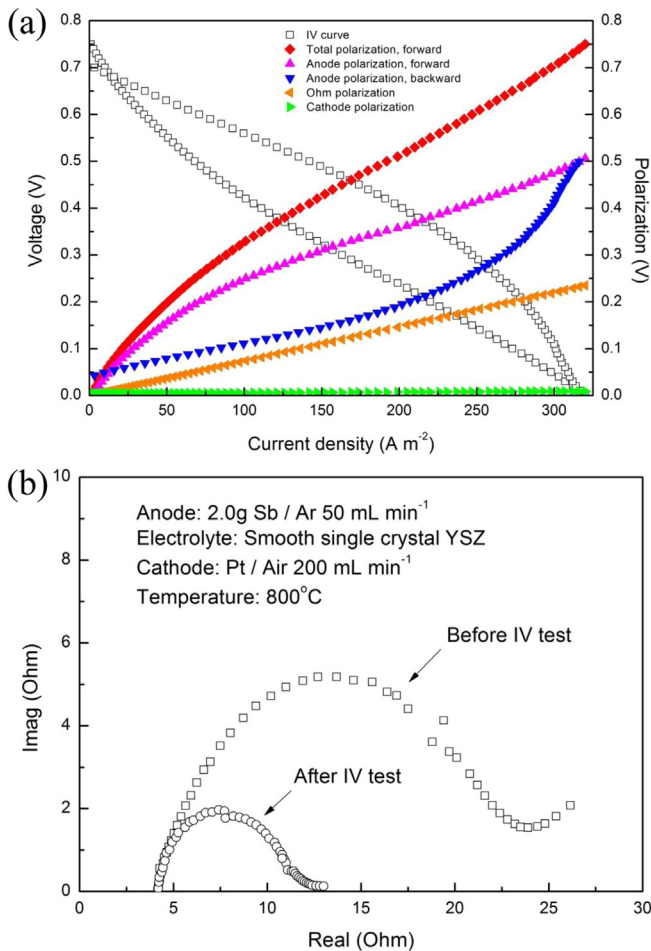 (a)
0.8
0.7
0.6
0.5
0.4
0.3
0.2
0.1
0.0
Voltage (V)
IV curve
Total polarization, forward
Anode polarization, forward
Anode polarization, backward
Ohm polarization
Cathode polarization
0.8
0.7
0.6
0.5
0.4
0.3
0.2
0.1
0.0
Polarization (V)
0 50 100 150 200 250 300
Current density (A m⁻²)
(b)
10
8
6
4
2
0
Imag (Ohm)
Anode: 2.0g Sb / Ar 50 mL min⁻¹
Electrolyte: Smooth single crystal YSZ
Cathode: Pt / Air 200 mL min⁻¹
Temperature: 800°C
Before IV test
After IV test
0 5 10 15 20 25 30
Real (Ohm)